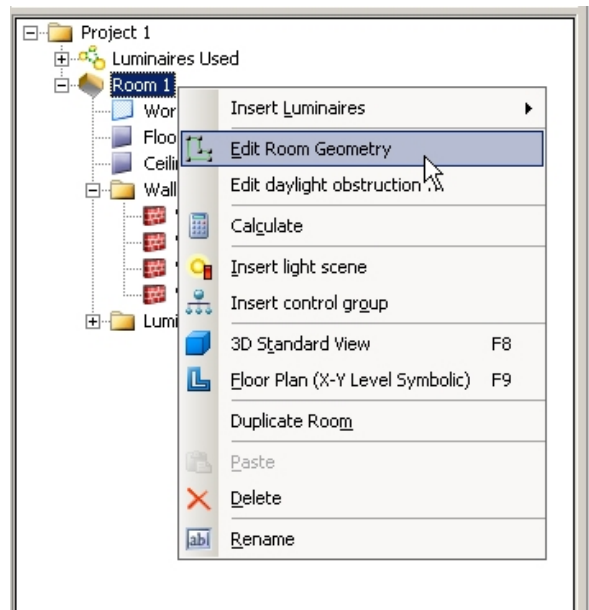 Project 1
Luminaires Used
Room 1
Wor
Floo
Ceilin
Wall
Lumi
Insert Luminaires
Edit Room Geometry
Edit daylight obstruction ...
Calculate
Insert light scene
Insert control group
3D Standard View F8
Floor Plan (X-Y Level Symbolic) F9
Duplicate Room
Paste
Delete
abl Rename